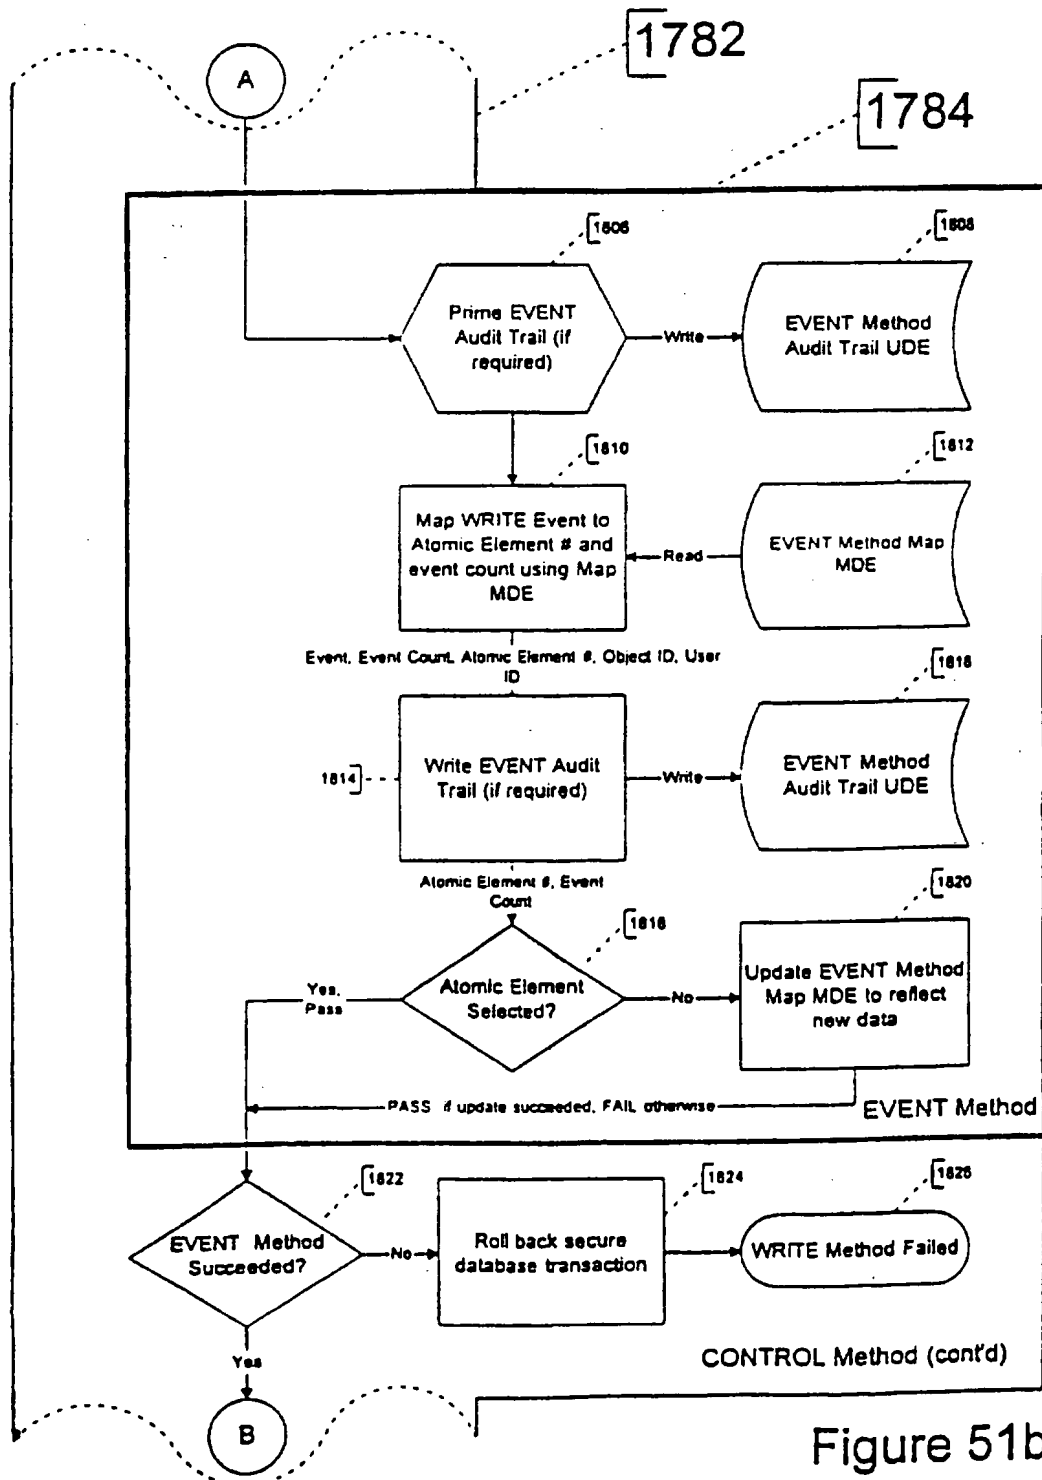 1782
A
1784
1806
1808
Prime EVENT
Audit Trail (if
required)
Write
EVENT Method
Audit Trail UDE
1810
1812
Map WRITE Event to
Atomic Element # and
event count using Map
MDE
Read
EVENT Method Map
MDE
Event, Event Count, Atomic Element #, Object ID, User
ID
1816
1814
Write EVENT Audit
Trail (if required)
Write
EVENT Method
Audit Trail UDE
Atomic Element #, Event
Count
1818
1820
Yes,
Pass
Atomic Element
Selected?
No
Update EVENT Method
Map MDE to reflect
new data
PASS if update succeeded, FAIL otherwise
EVENT Method
1822
1824
1826
EVENT Method
Succeeded?
No
Roll back secure
database transaction
WRITE Method Failed
Yes
CONTROL Method (cont'd)
B
Figure 51b